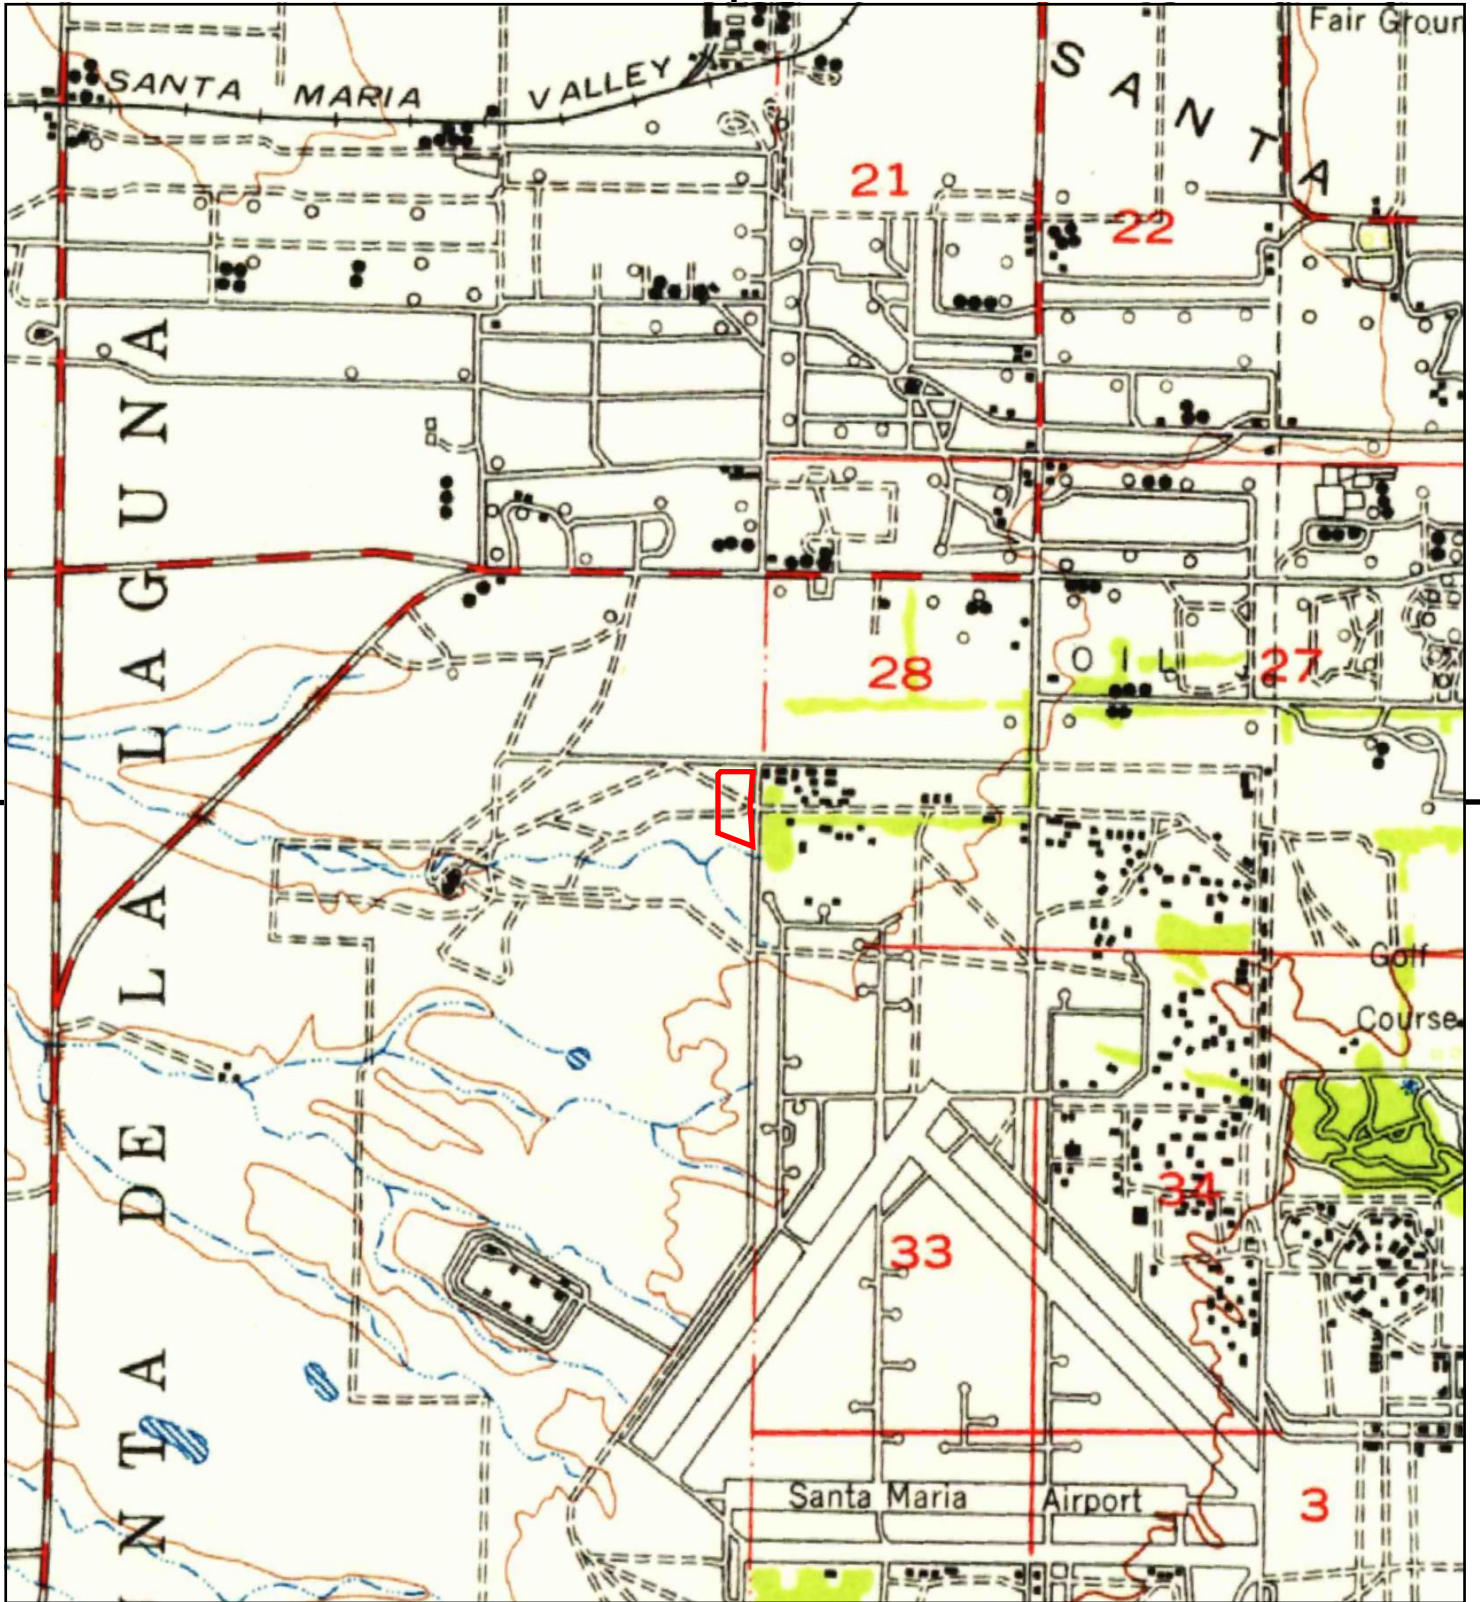 Fair Groun
SANTA MARIA VALLEY
SANTA
21
22
28
OIL
27
Golf
Course
34
33
3
Santa Maria Airport
NTA DE LA LAGUNA